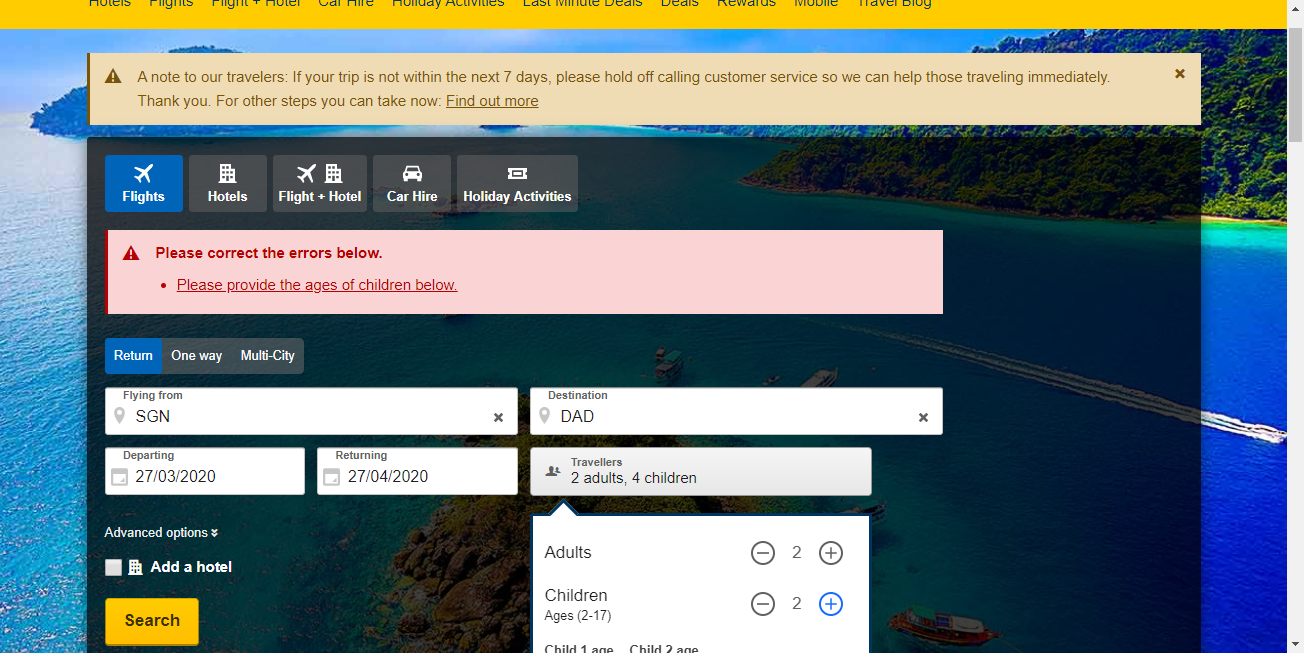 Hotels Flights Flight + Hotel Car Hire Holiday Activities Last Minute Deals Deals Rewards Mobile Travel Blog
A note to our travelers: If your trip is not within the next 7 days, please hold off calling customer service so we can help those traveling immediately.
Thank you. For other steps you can take now: Find out more
Flights Hotels Flight + Hotel Car Hire Holiday Activities
Please correct the errors below.
• Please provide the ages of children below.
Return One way Multi-City
Flying from Destination
SGN DAD
Departing Returning Travellers
27/03/2020 27/04/2020 2 adults, 4 children
Advanced options
Adults 2
Add a hotel
Children 2
Ages (2-17)
Search
Child 1 age Child 2 age